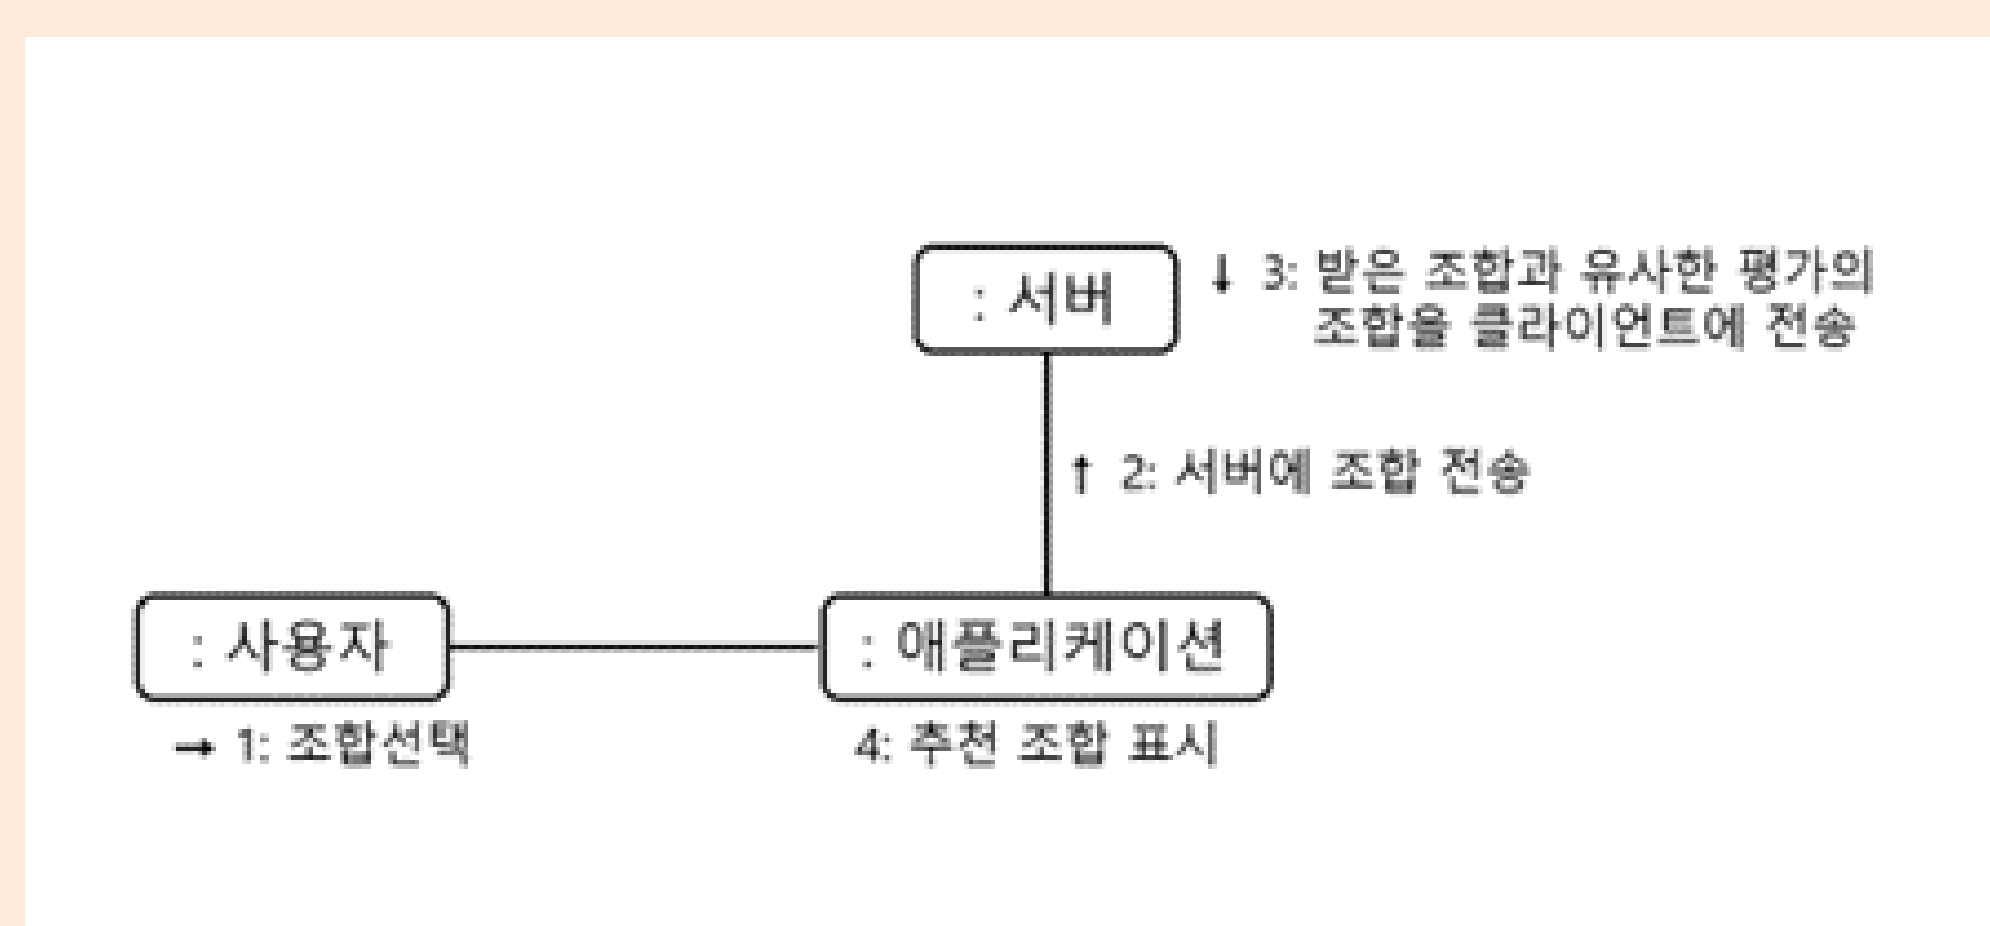 : 서버
↓ 3: 받은 조합과 유사한 평가의
조합을 클라이언트에 전송
↑ 2: 서버에 조합 전송
: 사용자
: 애플리케이션
→ 1: 조합선택
4: 추천 조합 표시